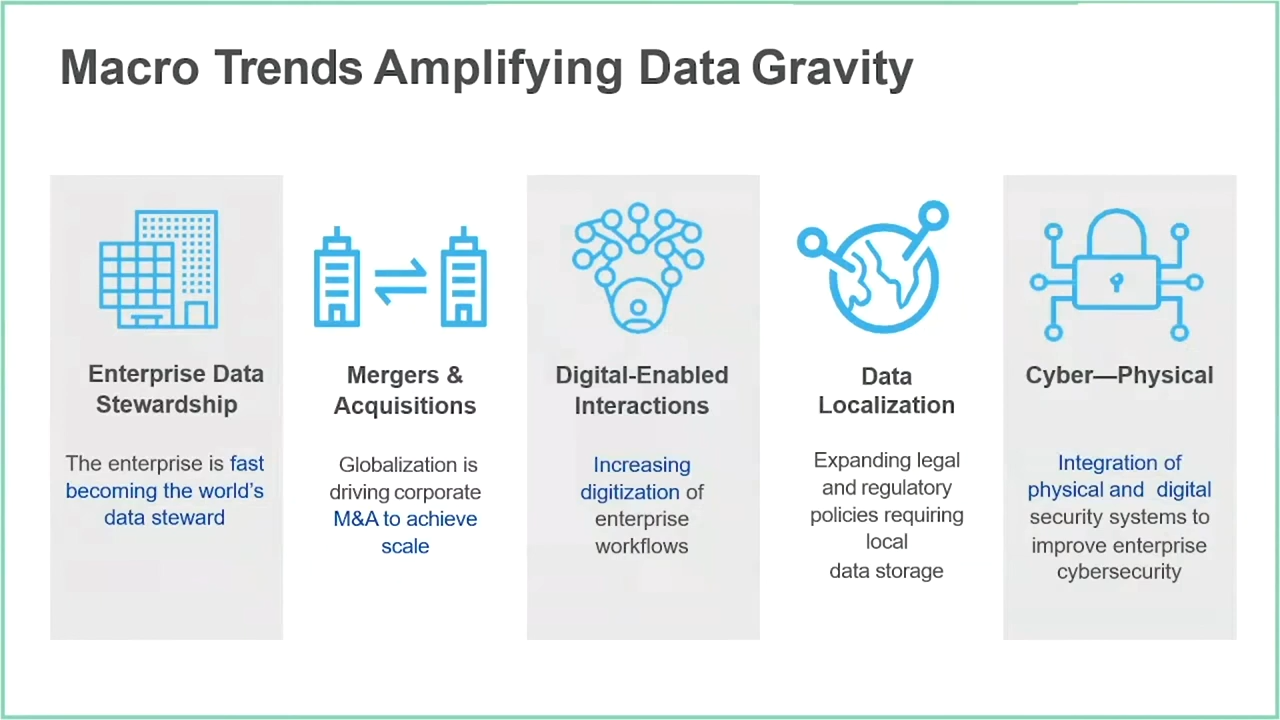 Macro Trends Amplifying Data Gravity
Enterprise Data
Stewardship
The enterprise is fast
becoming the world's
data steward
Mergers &
Acquisitions
Globalization is
driving corporate
M&A to achieve
scale
Digital-Enabled
Interactions
Increasing
digitization of
enterprise
workflows
Data
Localization
Expanding legal
and regulatory
policies requiring
local
data storage
Cyber—Physical
Integration of
physical and digital
security systems to
improve enterprise
cybersecurity